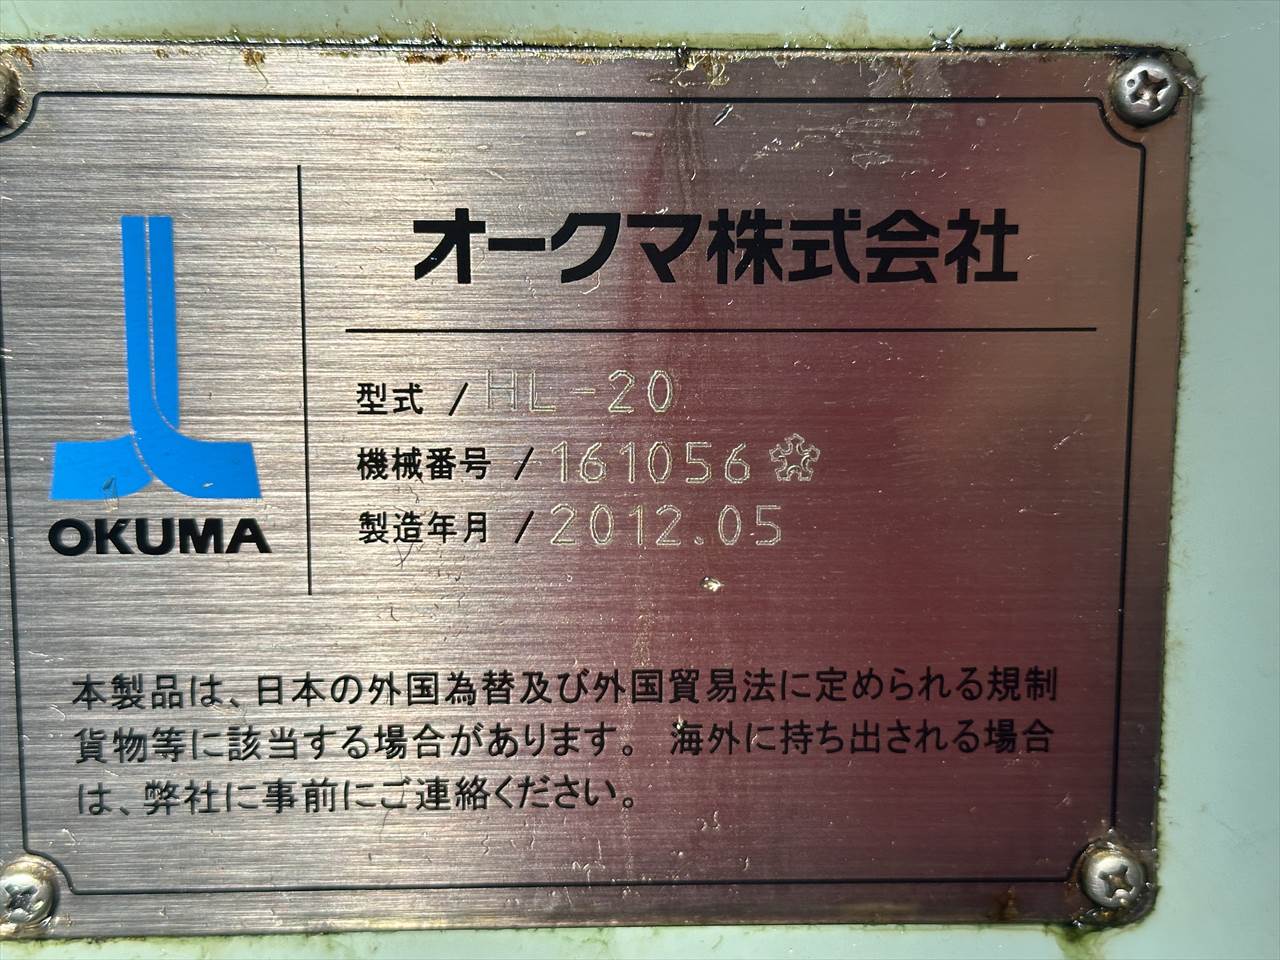 オークマ株式会社
型式 / HL-20
機械番号 / 161056
製造年月 / 2012.05
OKUMA
本製品は、日本の外国為替及び外国貿易法に定められる規制
貨物等に該当する場合があります。 海外に持ち出される場合
は、弊社に事前にご連絡ください。